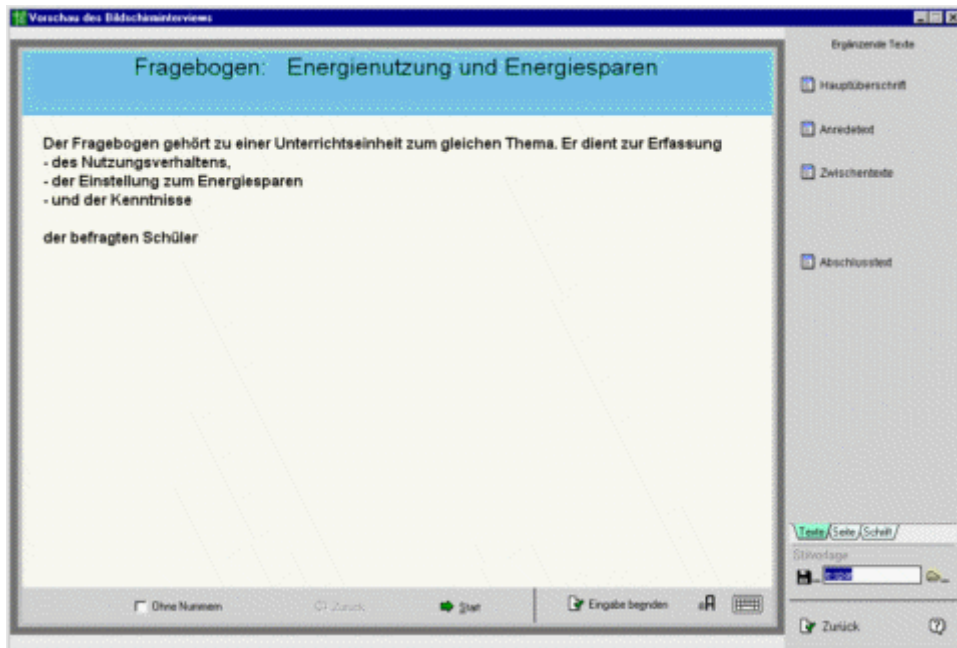 Vorschau des Bildschirminterviews
Fragebogen: Energienutzung und Energiesparen
Der Fragebogen gehört zu einer Unterrichtseinheit zum gleichen Thema. Er dient zur Erfassung
- des Nutzungsverhaltens,
- der Einstellung zum Energiesparen
- und der Kenntnisse
der befragten Schüler
Ohne Nummern
Zurück
Start
Eingabe beenden
aA
Ergänzende Texte
Hauptüberschrift
Anredetext
Zwischentexte
Abschlusstext
Texte Seite Schrift
Stilvorlage
Zurück